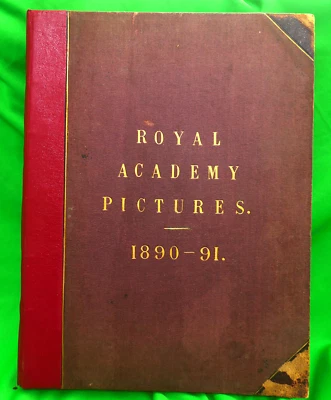 ROYAL
ACADEMY
PICTURES.
1890-91.